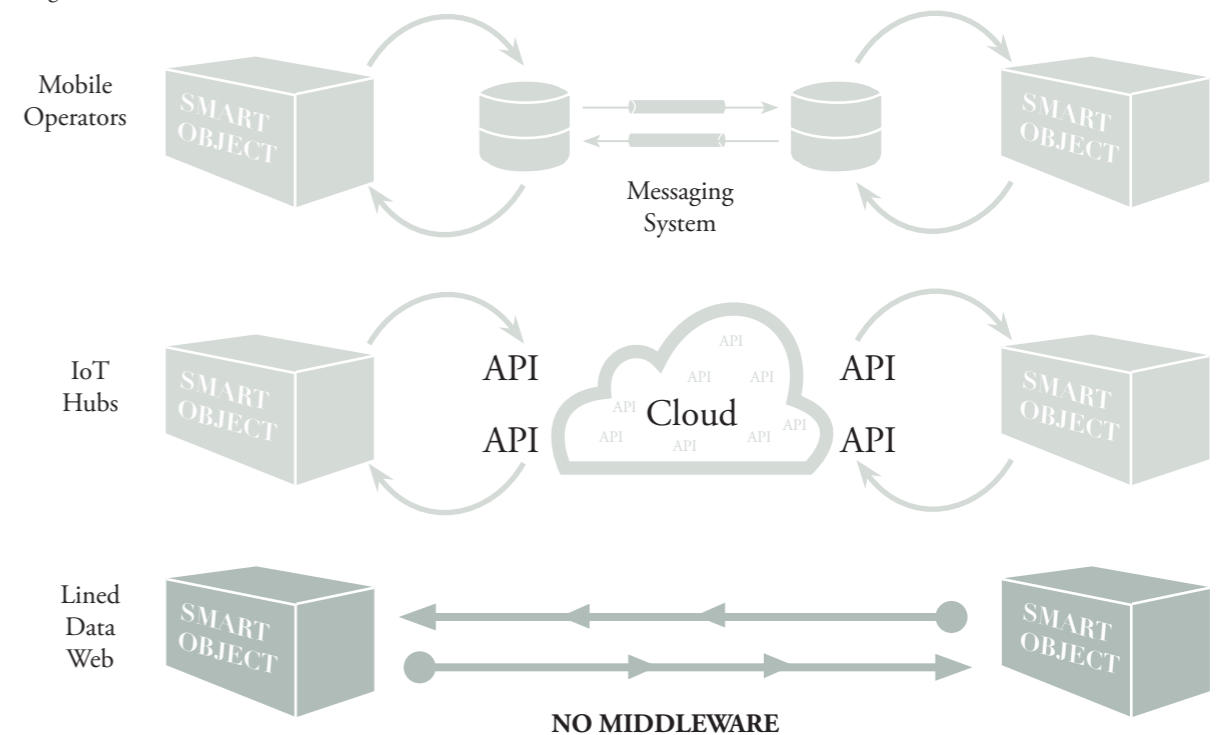 Mobile
Operators
SMART
OBJECT
SMART
OBJECT
Messaging
System
IoT
Hubs
SMART
OBJECT
API
API
API
API
API
API
Cloud
API
API
API
API
API
API
API
SMART
OBJECT
Lined
Data
Web
SMART
OBJECT
SMART
OBJECT
NO MIDDLEWARE